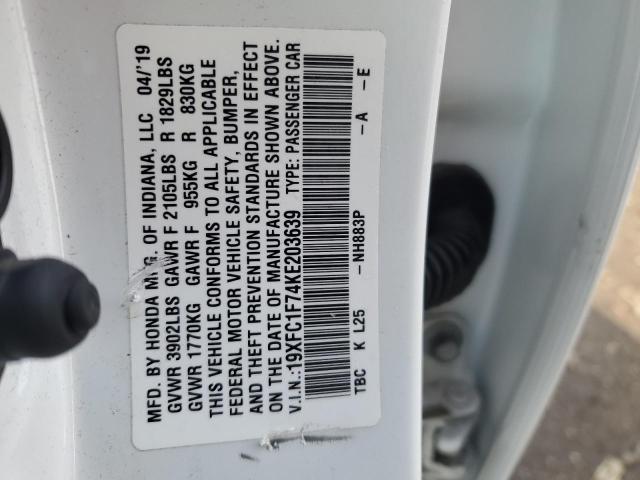 MFD. BY HONDA MFG. OF INDIANA, LLC 04/'19
GVWR 3902LBS GAWR F 2105LBS R 1829LBS
GVWR 1770KG GAWR F 955KG R 830KG
THIS VEHICLE CONFORMS TO ALL APPLICABLE
FEDERAL MOTOR VEHICLE SAFETY, BUMPER,
AND THEFT PREVENTION STANDARDS IN EFFECT
ON THE DATE OF MANUFACTURE SHOWN ABOVE.
V.I.N.:19XFC1F74KE203639 TYPE: PASSENGER CAR
TBC K L25 -NH883P -A -E